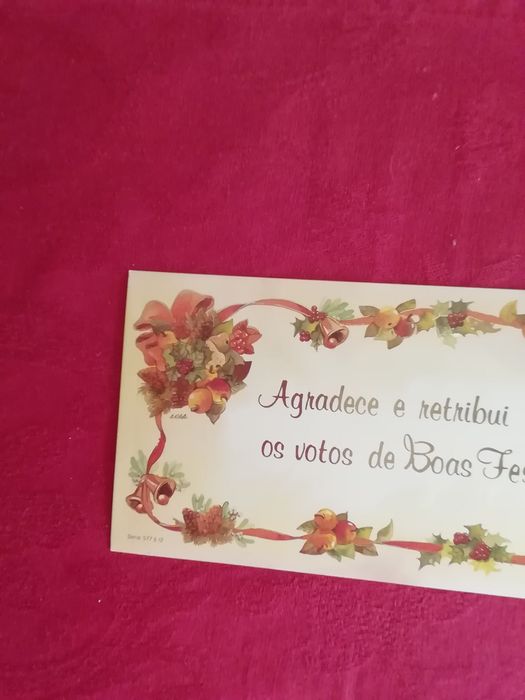 Agradece e retribui
os votos de Boas Fes